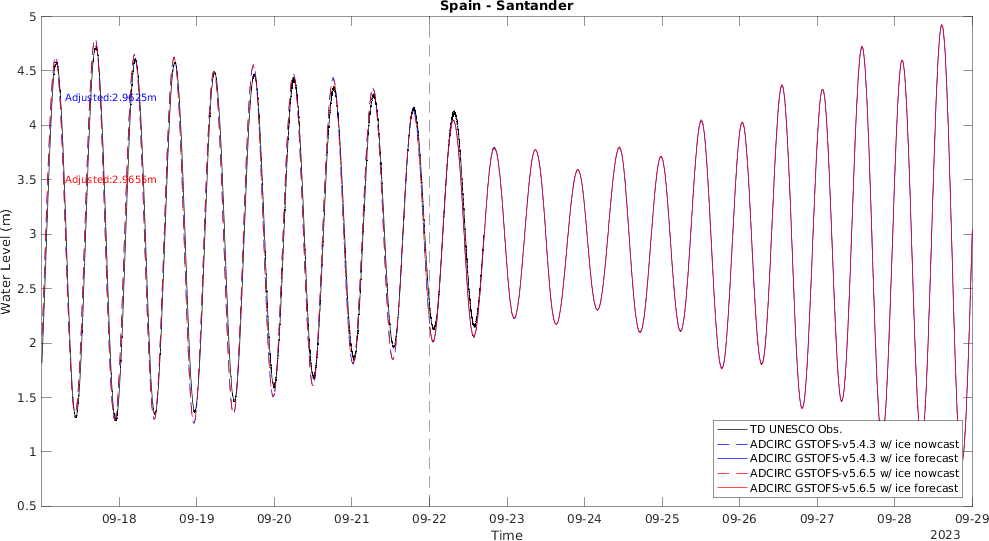 Spain - Santander
5
4.5
4
3.5
3
2.5
2
1.5
1
0.5
Water Level (m)
Adjusted:2.9625m
Adjusted:2.9655m
TD UNESCO Obs.
ADCIRC GSTOFS-v5.4.3 w/ ice nowcast
ADCIRC GSTOFS-v5.4.3 w/ ice forecast
ADCIRC GSTOFS-v5.6.5 w/ ice nowcast
ADCIRC GSTOFS-v5.6.5 w/ ice forecast
09-18 09-19 09-20 09-21 09-22 09-23 09-24 09-25 09-26 09-27 09-28 09-29
Time
2023